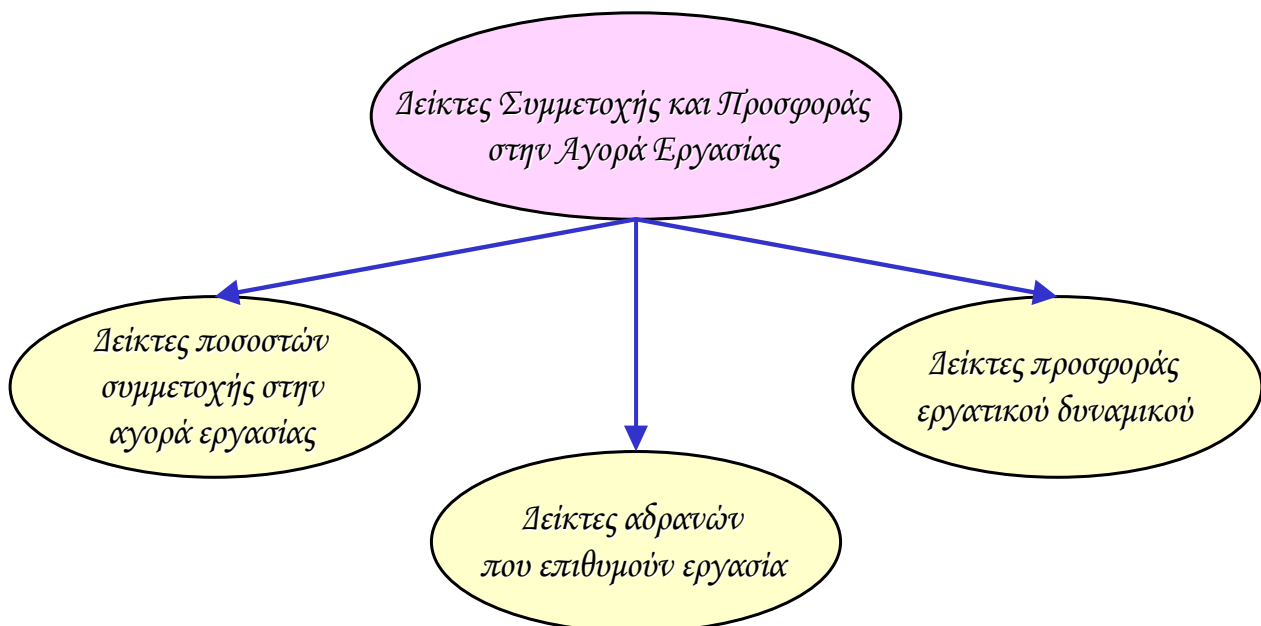 Δείκτες Συμμετοχής και Προσφοράς
στην Αγορά Εργασίας
Δείκτες ποσοστών
συμμετοχής στην
αγορά εργασίας
Δείκτες αδρανών
που επιθυμούν εργασία
Δείκτες προσφοράς
εργατικού δυναμικού